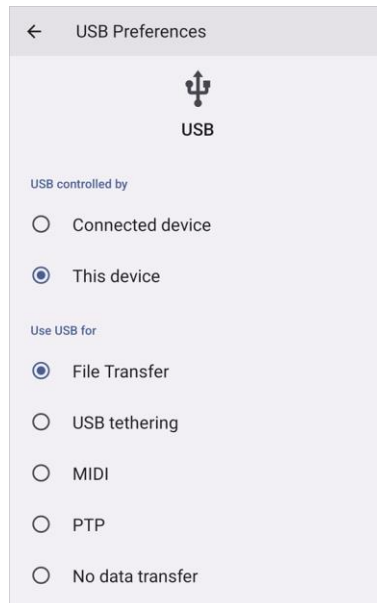 USB Preferences
USB
USB controlled by
Connected device
This device
Use USB for
File Transfer
USB tethering
MIDI
PTP
No data transfer